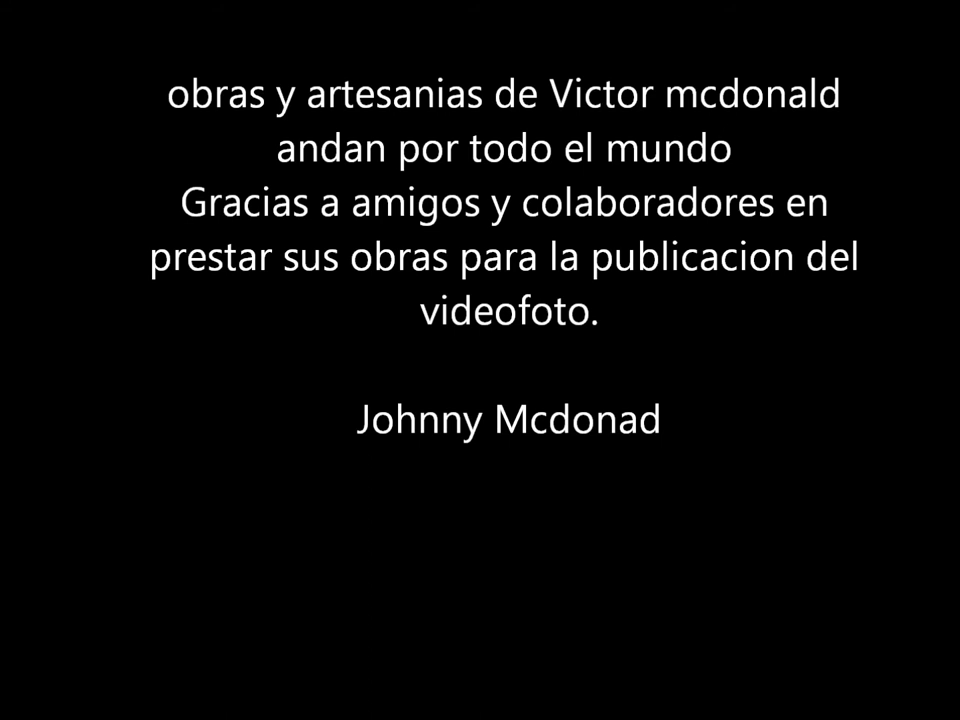 obras y artesanias de Victor mcdonald
andan por todo el mundo
Gracias a amigos y colaboradores en
prestar sus obras para la publicacion del
videofoto.
Johnny Mcdonad